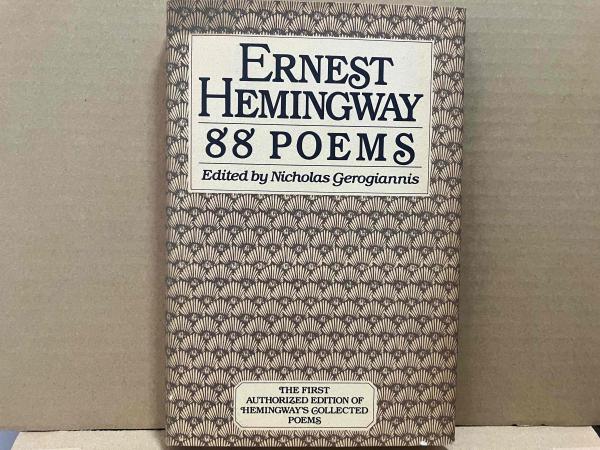 ERNEST
HEMINGWAY
88 POEMS
Edited by Nicholas Gerogiannis
THE FIRST
AUTHORIZED EDITION OF
HEMINGWAY'S COLLECTED
POEMS